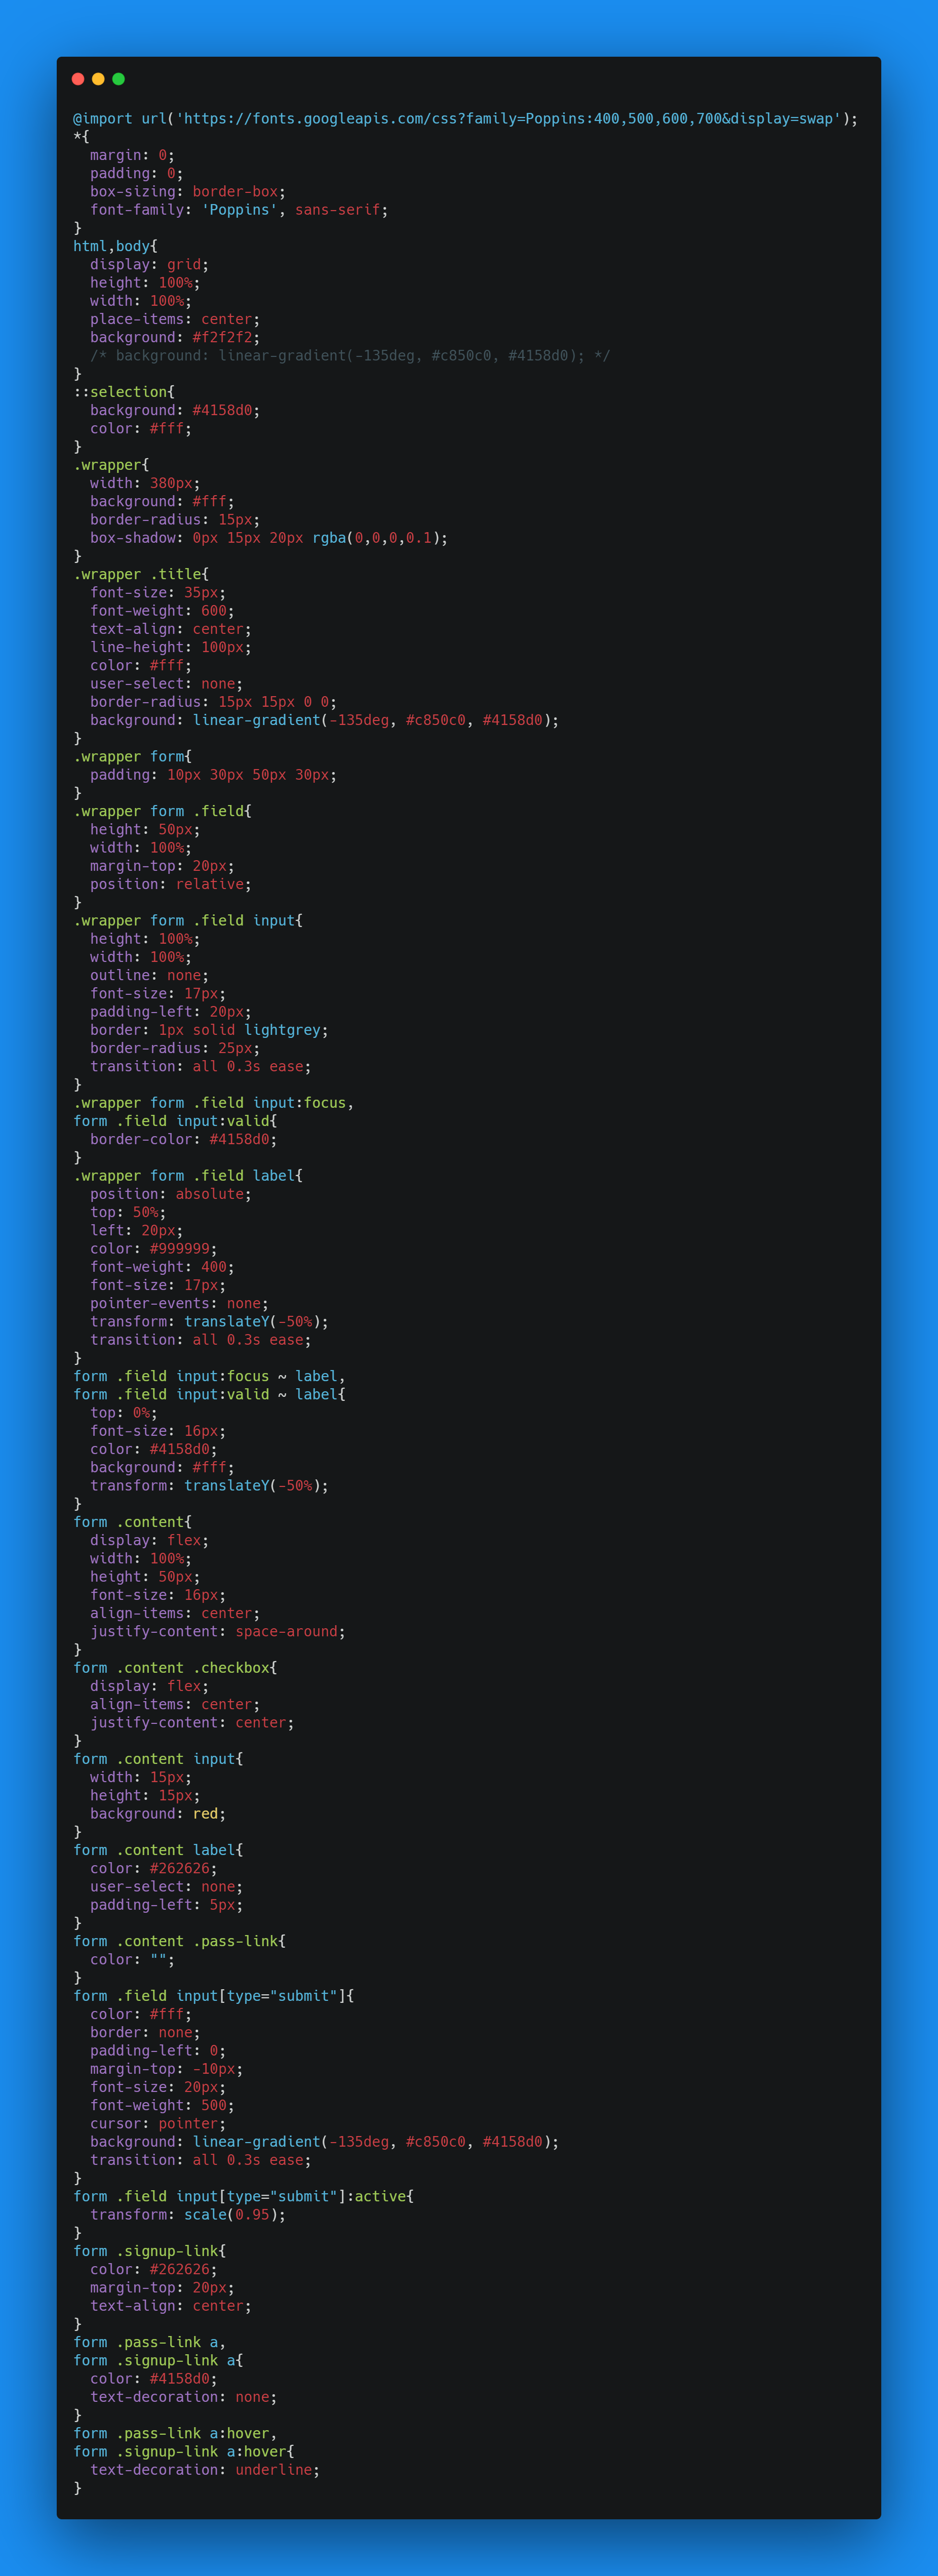 @import url('https://fonts.googleapis.com/css?family=Poppins:400,500,600,700&display=swap');
*{
  margin: 0;
  padding: 0;
  box-sizing: border-box;
  font-family: 'Poppins', sans-serif;
}
html,body{
  display: grid;
  height: 100%;
  width: 100%;
  place-items: center;
  background: #f2f2f2;
  /* background: linear-gradient(-135deg, #c850c0, #4158d0); */
}
::selection{
  background: #4158d0;
  color: #fff;
}
.wrapper{
  width: 380px;
  background: #fff;
  border-radius: 15px;
  box-shadow: 0px 15px 20px rgba(0,0,0,0.1);
}
.wrapper .title{
  font-size: 35px;
  font-weight: 600;
  text-align: center;
  line-height: 100px;
  color: #fff;
  user-select: none;
  border-radius: 15px 15px 0 0;
  background: linear-gradient(-135deg, #c850c0, #4158d0);
}
.wrapper form{
  padding: 10px 30px 50px 30px;
}
.wrapper form .field{
  height: 50px;
  width: 100%;
  margin-top: 20px;
  position: relative;
}
.wrapper form .field input{
  height: 100%;
  width: 100%;
  outline: none;
  font-size: 17px;
  padding-left: 20px;
  border: 1px solid lightgrey;
  border-radius: 25px;
  transition: all 0.3s ease;
}
.wrapper form .field input:focus,
form .field input:valid{
  border-color: #4158d0;
}
.wrapper form .field label{
  position: absolute;
  top: 50%;
  left: 20px;
  color: #999999;
  font-weight: 400;
  font-size: 17px;
  pointer-events: none;
  transform: translateY(-50%);
  transition: all 0.3s ease;
}
form .field input:focus ~ label,
form .field input:valid ~ label{
  top: 0%;
  font-size: 16px;
  color: #4158d0;
  background: #fff;
  transform: translateY(-50%);
}
form .content{
  display: flex;
  width: 100%;
  height: 50px;
  font-size: 16px;
  align-items: center;
  justify-content: space-around;
}
form .content .checkbox{
  display: flex;
  align-items: center;
  justify-content: center;
}
form .content input{
  width: 15px;
  height: 15px;
  background: red;
}
form .content label{
  color: #262626;
  user-select: none;
  padding-left: 5px;
}
form .content .pass-link{
  color: "";
}
form .field input[type="submit"]{
  color: #fff;
  border: none;
  padding-left: 0;
  margin-top: -10px;
  font-size: 20px;
  font-weight: 500;
  cursor: pointer;
  background: linear-gradient(-135deg, #c850c0, #4158d0);
  transition: all 0.3s ease;
}
form .field input[type="submit"]:active{
  transform: scale(0.95);
}
form .signup-link{
  color: #262626;
  margin-top: 20px;
  text-align: center;
}
form .pass-link a,
form .signup-link a{
  color: #4158d0;
  text-decoration: none;
}
form .pass-link a:hover,
form .signup-link a:hover{
  text-decoration: underline;
}